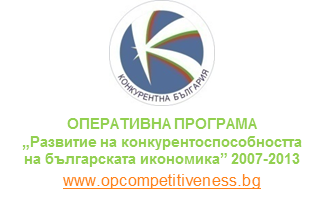 КОНКУРЕНТНА БЪЛГАРИЯ
ОПЕРАТИВНА ПРОГРАМА
„Развитие на конкурентоспособността
на българската икономика” 2007-2013
www.opcompetitiveness.bg